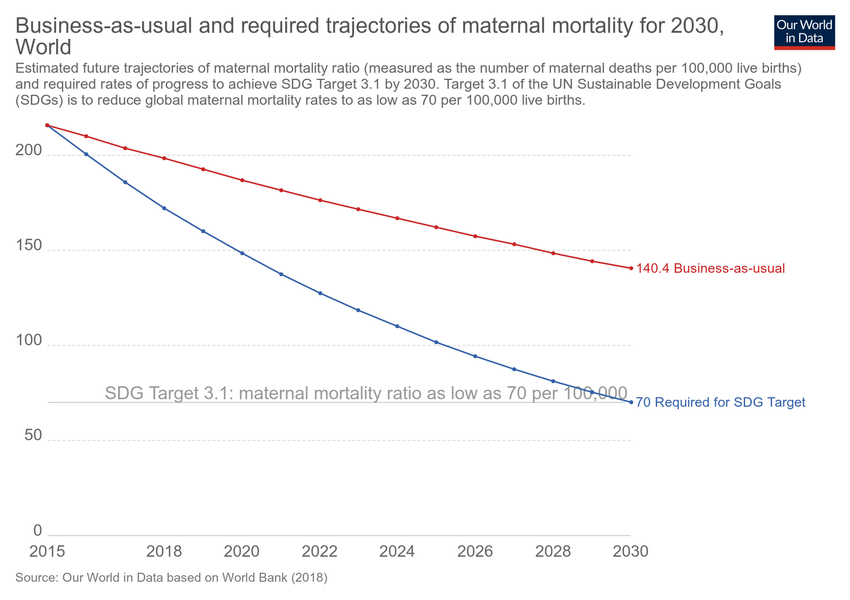 Business-as-usual and required trajectories of maternal mortality for 2030,
World
Our World
in Data
Estimated future trajectories of maternal mortality ratio (measured as the number of maternal deaths per 100,000 live births)
and required rates of progress to achieve SDG Target 3.1 by 2030. Target 3.1 of the UN Sustainable Development Goals
(SDGs) is to reduce global maternal mortality rates to as low as 70 per 100,000 live births.
200
150
140.4 Business-as-usual
100
SDG Target 3.1: maternal mortality ratio as low as 70 per 100,000
70 Required for SDG Target
50
0
2015 2018 2020 2022 2024 2026 2028 2030
Source: Our World in Data based on World Bank (2018)